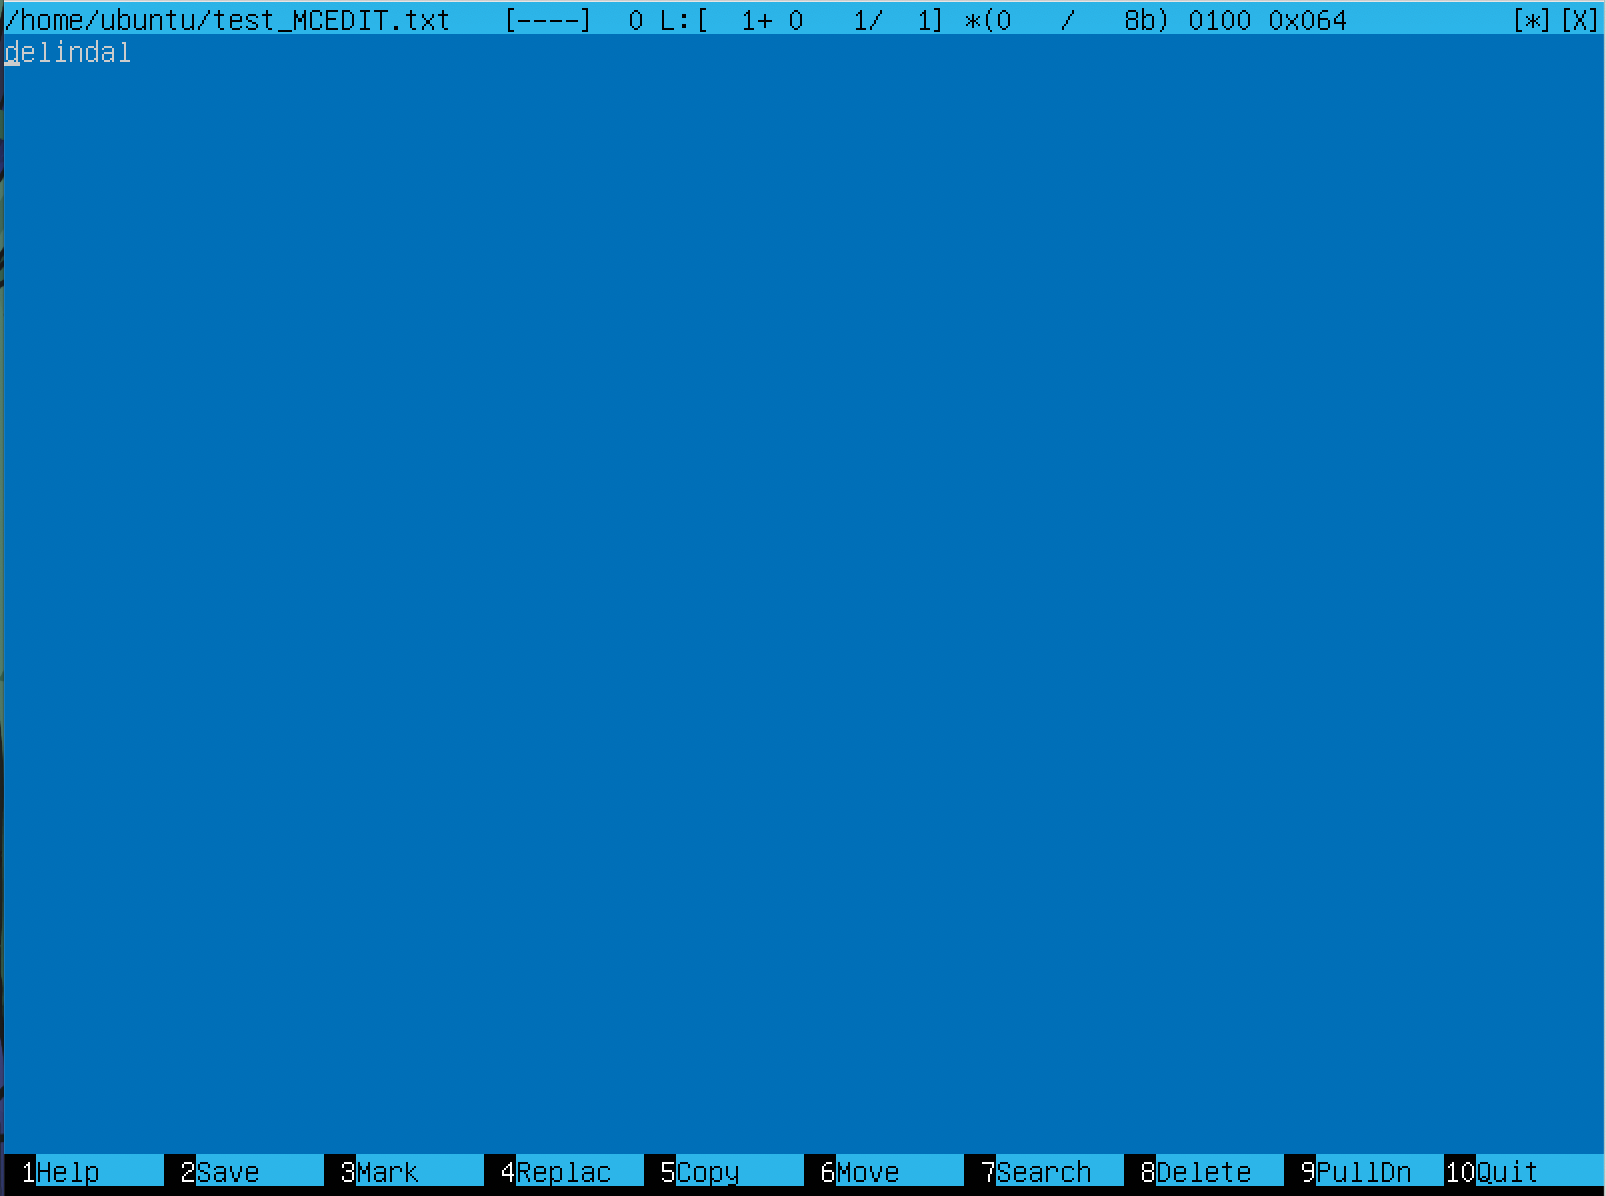 /home/ubuntu/test_MCEDIT.txt [----] 0 L:[ 1+ 0 1/ 1] *(0 / 8b) 0100 0x064 [*][X]
delindal
1Help 2Save 3Mark 4Replac 5Copy 6Move 7Search 8Delete 9PullDn 10Quit